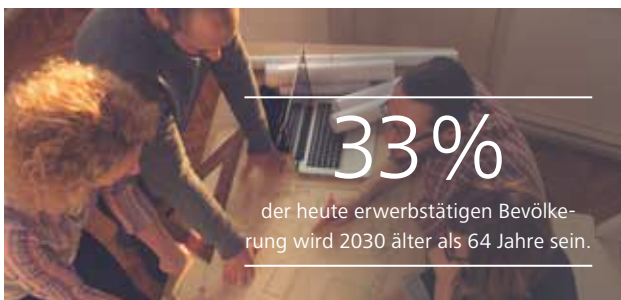 33 %
der heute erwerbstätigen Bevölke-
rung wird 2030 älter als 64 Jahre sein.